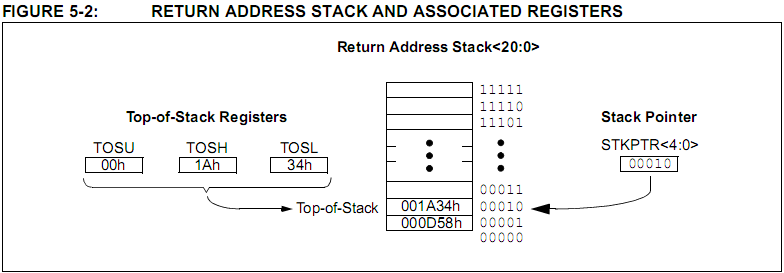 FIGURE 5-2: RETURN ADDRESS STACK AND ASSOCIATED REGISTERS
Return Address Stack<20:0>
11111
11110
11101
Top-of-Stack Registers
Stack Pointer
TOSU TOSH TOSL
STKPTR<4:0>
00h 1Ah 34h
00010
00011
Top-of-Stack 001A34h 00010
000D58h 00001
00000